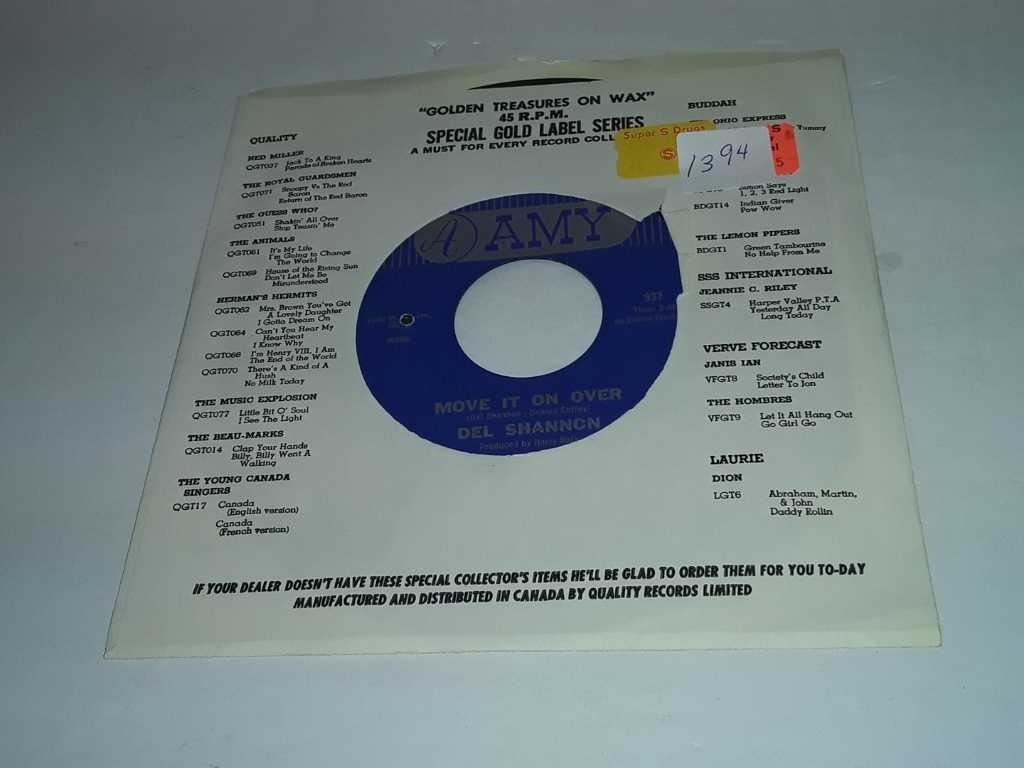 "GOLDEN TREASURES ON WAX"
45 R.P.M.
SPECIAL GOLD LABEL SERIES
A MUST FOR EVERY RECORD
Super S Drugs
S
1394
S
5
QUALITY
NED MILLER
QGT037 Jack To A King
Parade of Broken Hearts
THE ROYAL GUARDSMEN
QGT071 Snoopy Vs The Red
Baron
Return of The Red Baron
THE GUESS WHO?
QGT051 Shakin' All Over
Stop Teasin' Me
THE ANIMALS
QGT061 It's My Life
I'm Going to Change
The World
QGT069 House of the Rising Sun
Don't Let Me Be
Misunderstood
HERMAN'S HERMITS
QGT062 Mrs. Brown You've Got
A Lovely Daughter
I Gotta Dream On
QGT064 Can't You Hear My
Heartbeat
I Know Why
QGT066 I'm Henry VIII, I Am
The End of the World
QGT070 There's A Kind of A
Hush
No Milk Today
THE MUSIC EXPLOSION
QGT077 Little Bit O' Soul
I See The Light
THE BEAU-MARKS
QGT014 Clap Your Hands
Billy, Billy Went A
Walking
THE YOUNG CANADA
SINGERS
QGT17 Canada
(English version)
Canada
(French version)
A AMY
937
MOVE IT ON OVER
DEL SHANNON
Produced by Harry
BUDDAH
OHIO EXPRESS
Yummy
Says
1, 2, 3 Red Light
BDGT14 Indian Giver
Pow Wow
THE LEMON PIPERS
BDGT1 Green Tambourine
No Help From Me
SSS INTERNATIONAL
JEANNIE C. RILEY
SSGT4 Harper Valley P.T.A
Yesterday All Day
Long Today
VERVE FORECAST
JANIS IAN
VFGT8 Society's Child
Letter To Jon
THE HOMBRES
VFGT9 Let It All Hang Out
Go Girl Go
LAURIE
DION
LGT6 Abraham, Martin,
& John
Daddy Rollin
IF YOUR DEALER DOESN'T HAVE THESE SPECIAL COLLECTOR'S ITEMS HE'LL BE GLAD TO ORDER THEM FOR YOU TO-DAY
MANUFACTURED AND DISTRIBUTED IN CANADA BY QUALITY RECORDS LIMITED